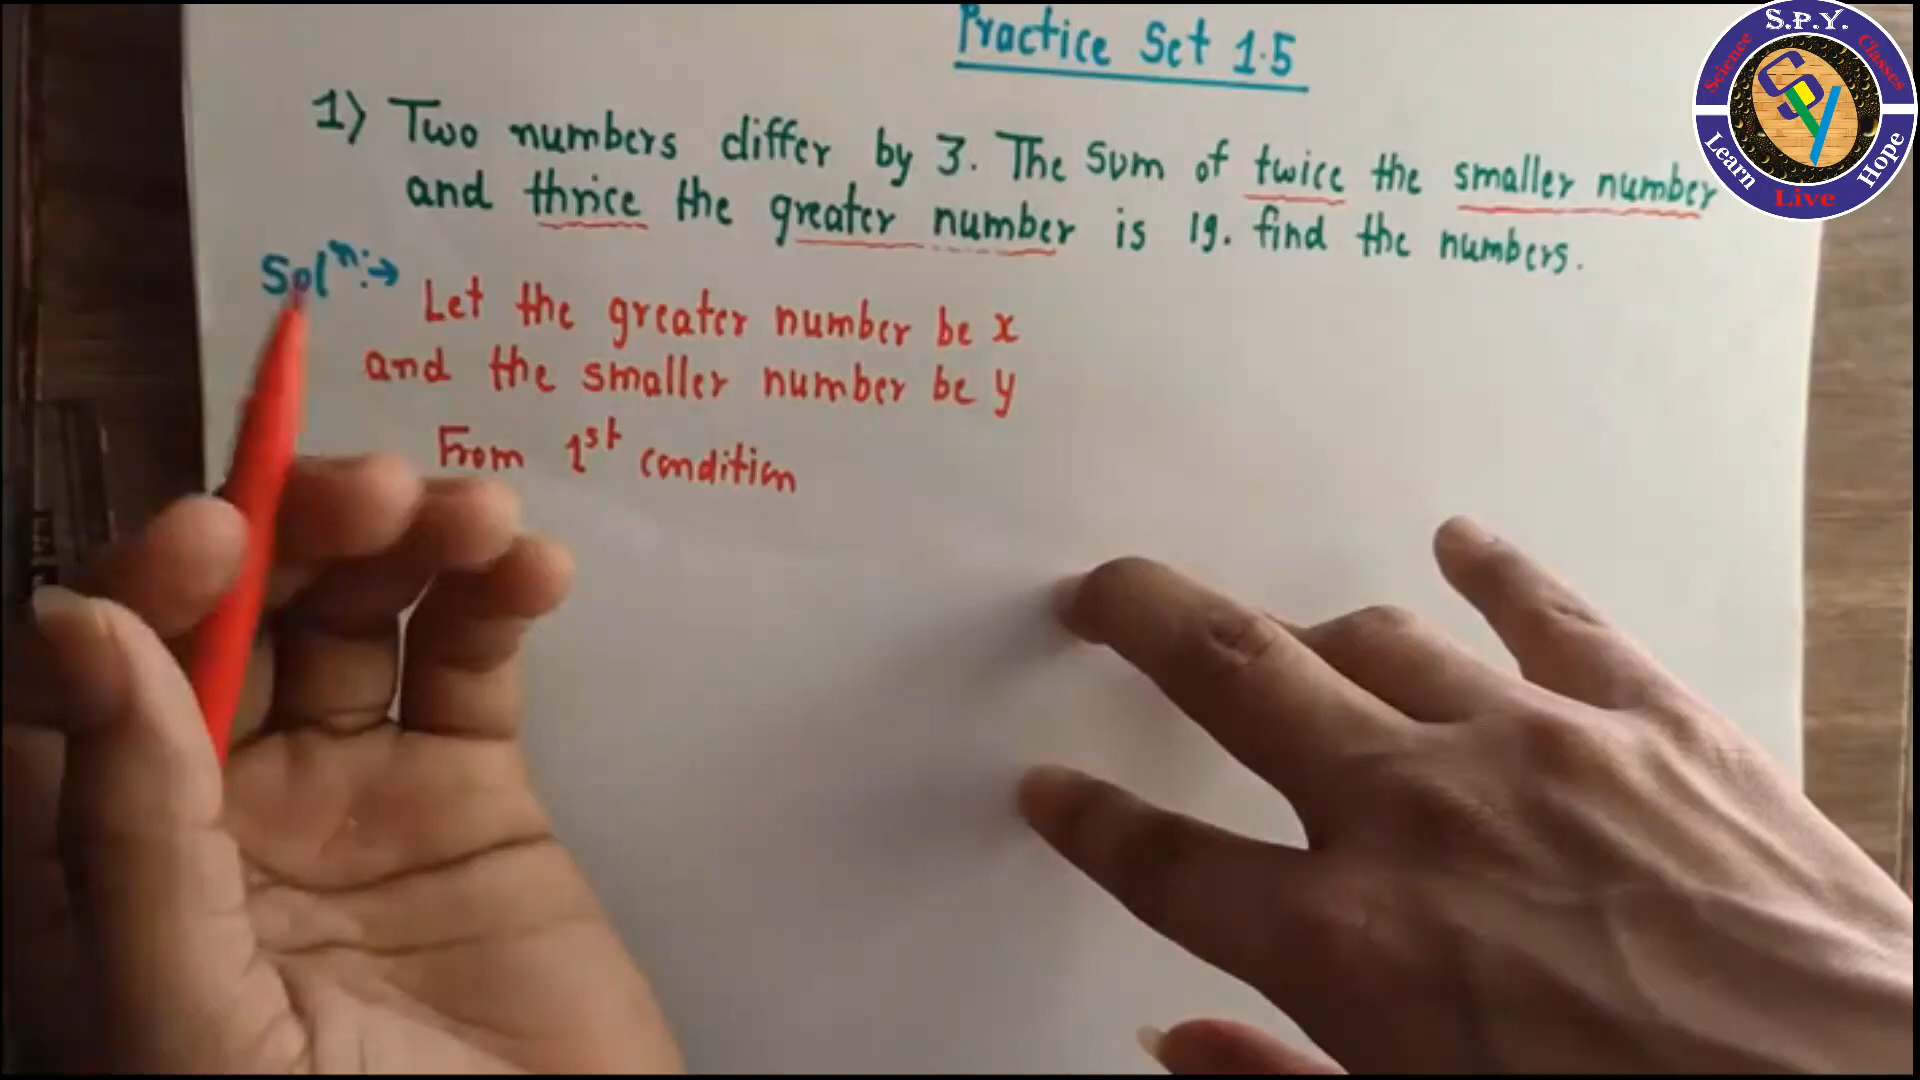 Practice Set 1.5
1) Two numbers differ by 3. The sum of twice the smaller number
and thrice the greater number is 19. find the numbers.
Solⁿ:→
Let the greater number be x
and the smaller number be y
From 1st condition
S.P.Y.
Science
Classes
SPY
Learn
Live
Hope